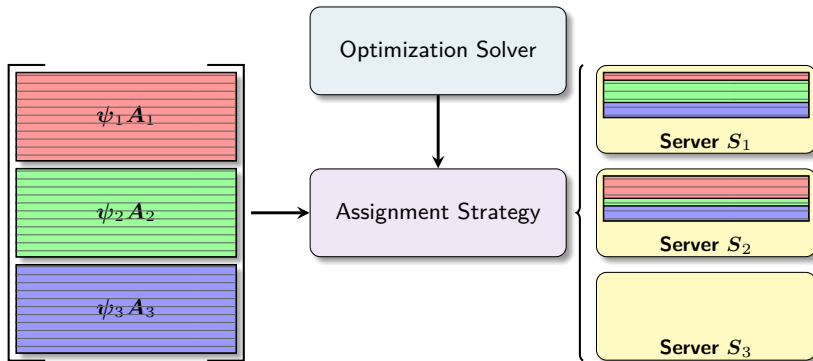 Optimization Solver
ψ₁A₁
Server S₁
Assignment Strategy
ψ₂A₂
Server S₂
ψ₃A₃
Server S₃